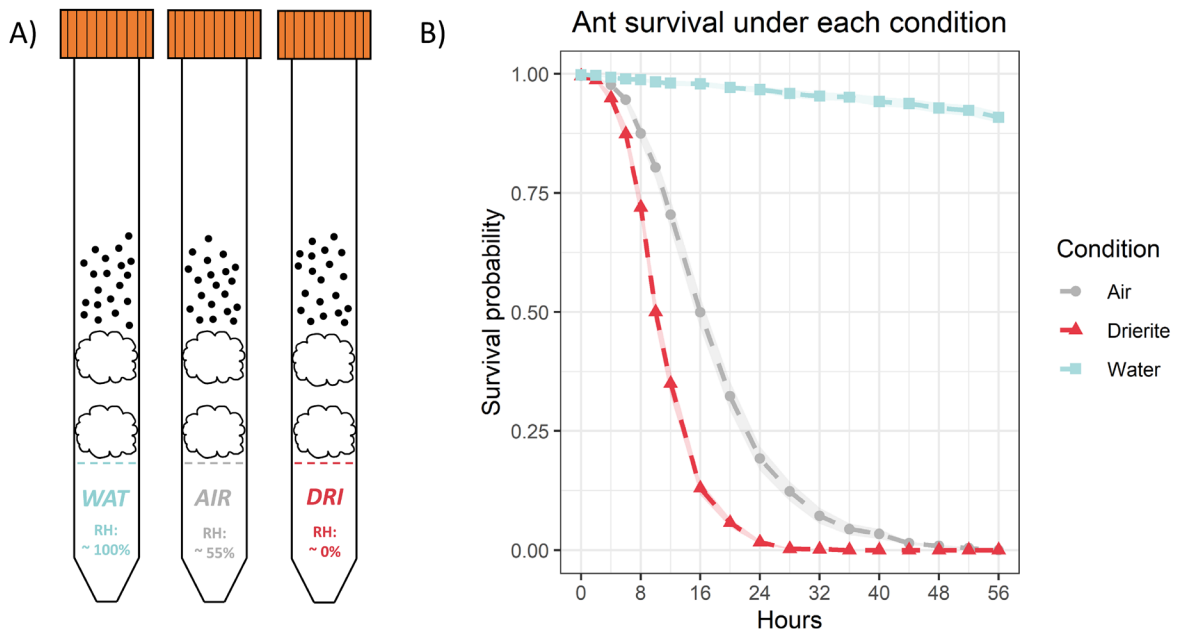 A)
WAT
RH:
~ 100%
AIR
RH:
~ 55%
DRI
RH:
~ 0%
B)
Ant survival under each condition
Survival probability
1.00
0.75
0.50
0.25
0.00
0 8 16 24 32 40 48 56
Hours
Condition
Air
Drierite
Water